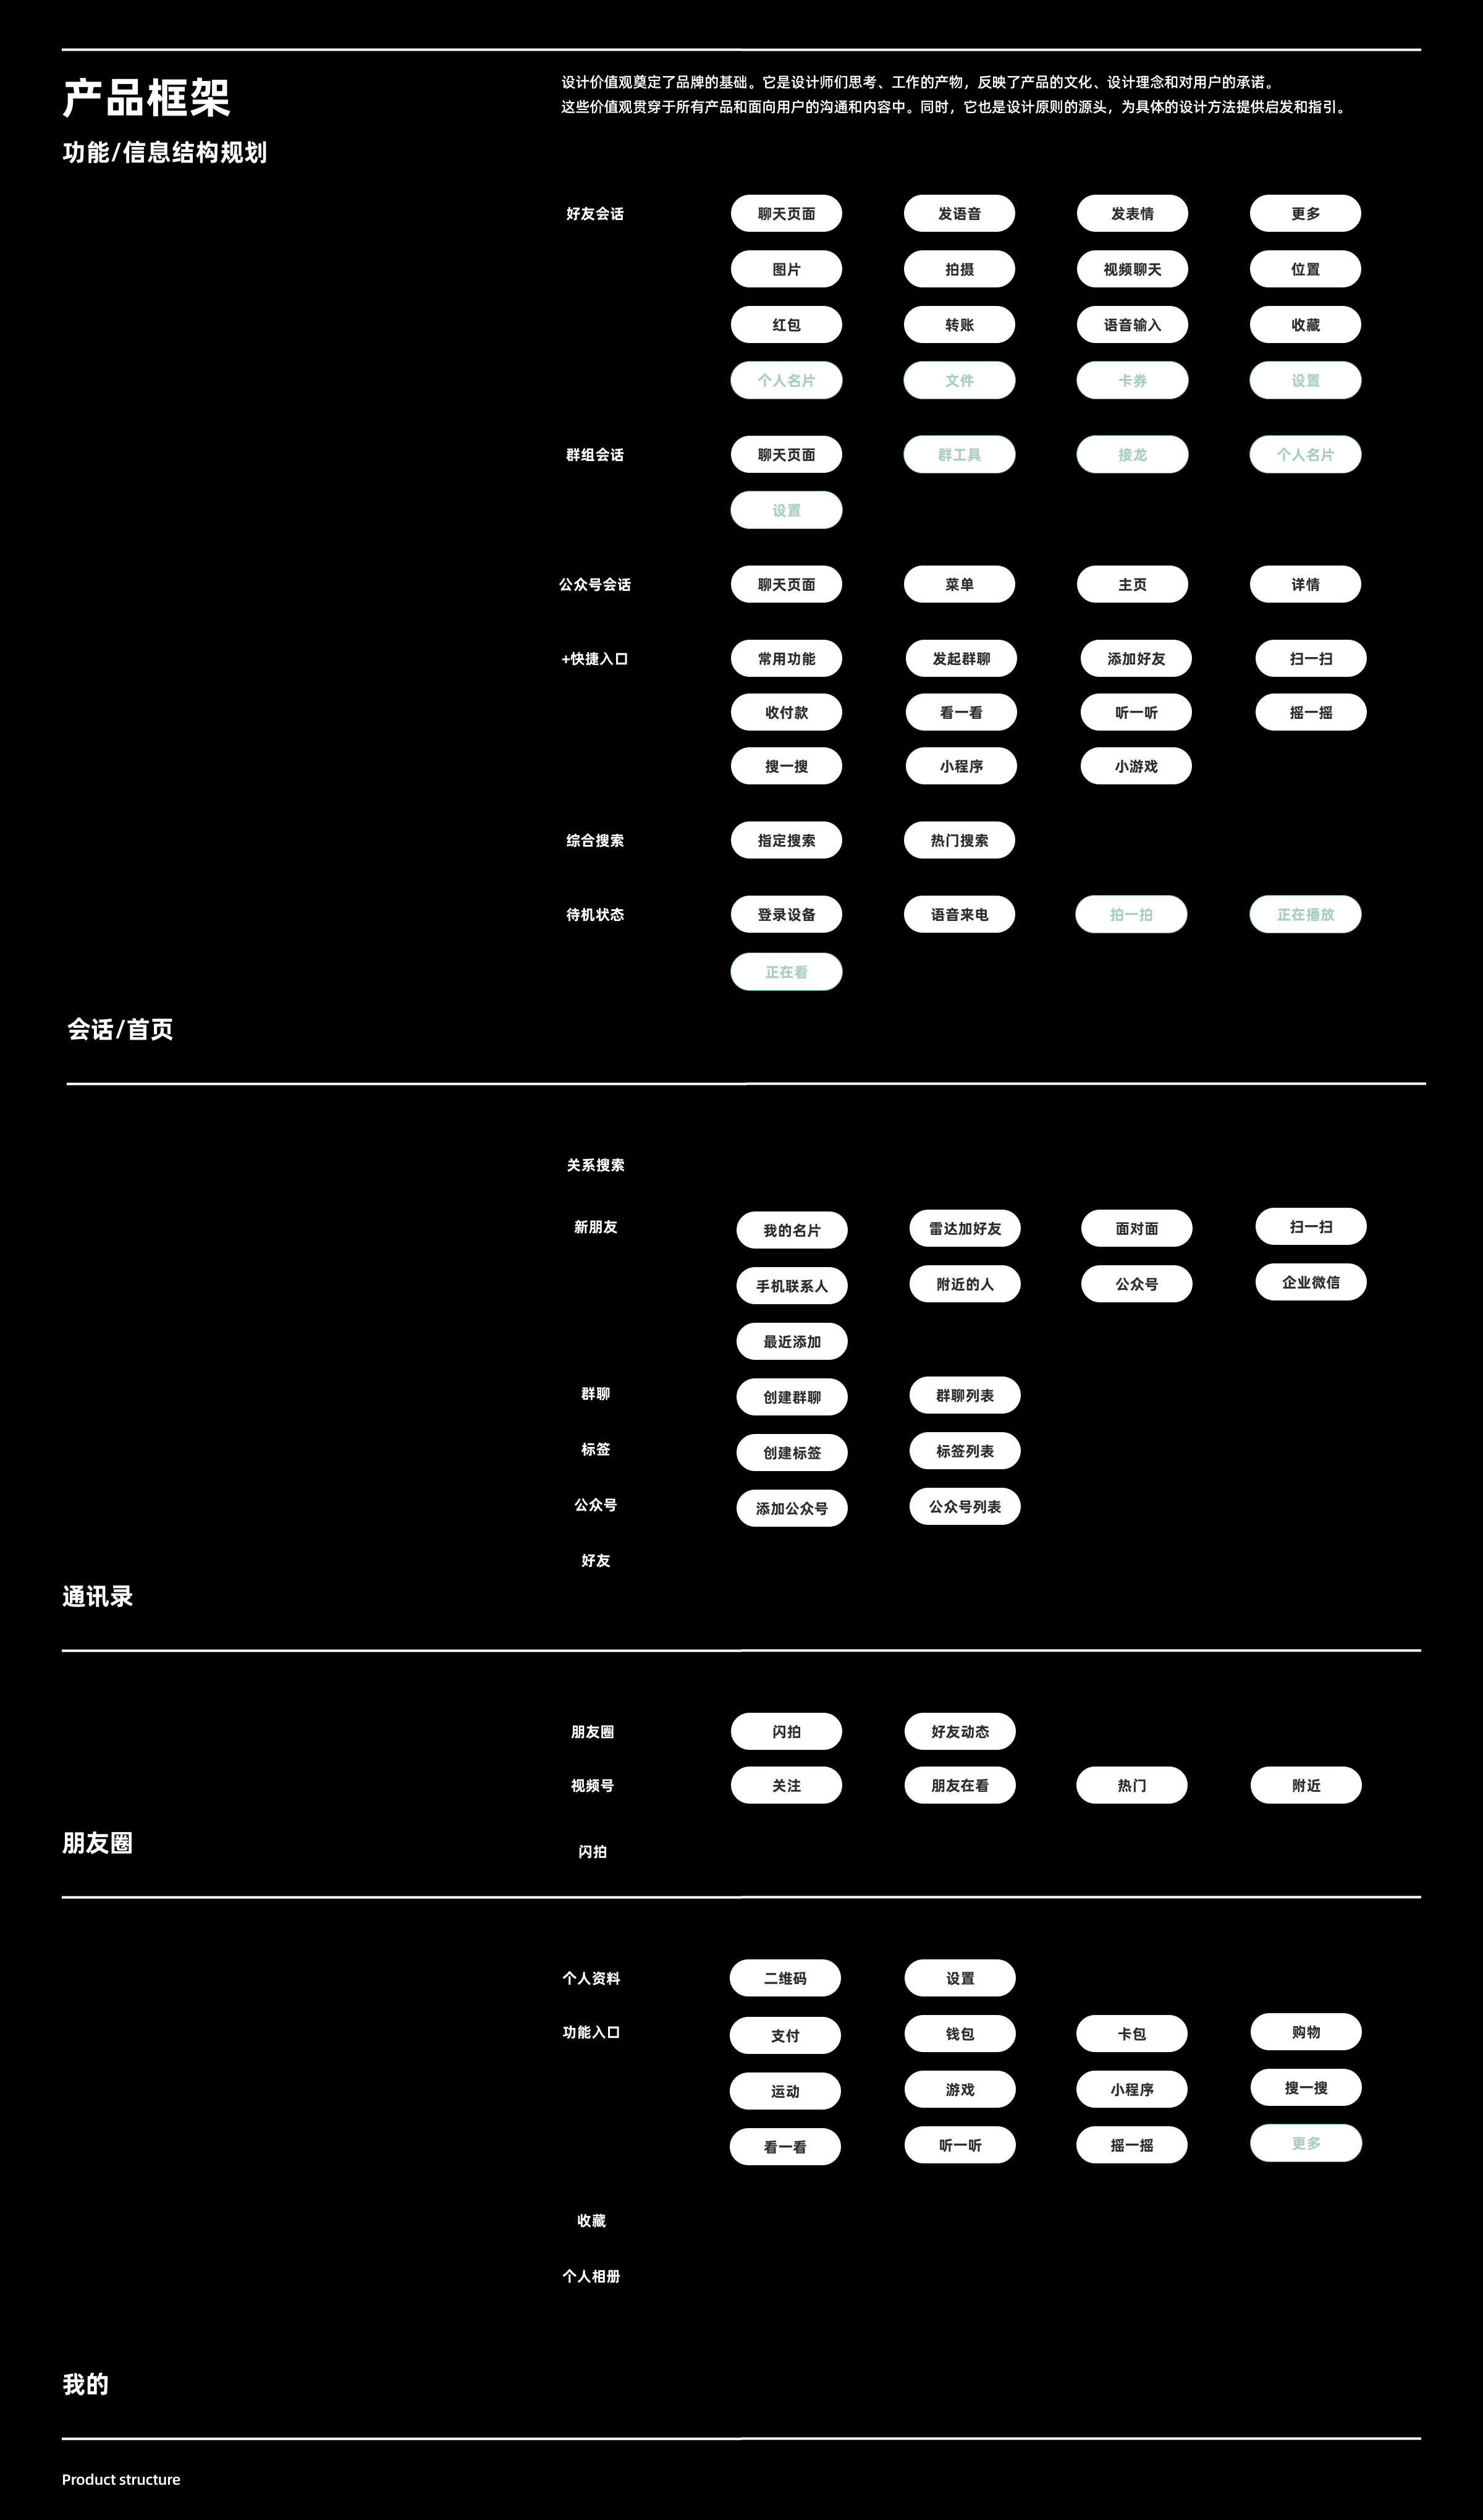 产品框架
设计价值观奠定了品牌的基础。它是设计师们思考、工作的产物，反映了产品的文化、设计理念和对用户的承诺。
这些价值观贯穿于所有产品和面向用户的沟通和内容中。同时，它也是设计原则的源头，为具体的设计方法提供启发和指引。
功能/信息结构规划
好友会话 聊天页面 发语音 发表情 更多
图片 拍摄 视频聊天 位置
红包 转账 语音输入 收藏
个人名片 文件 卡券 设置
群组会话 聊天页面 群工具 接龙 个人名片
设置
公众号会话 聊天页面 菜单 主页 详情
+快捷入口 常用功能 发起群聊 添加好友 扫一扫
收付款 看一看 听一听 摇一摇
搜一搜 小程序 小游戏
综合搜索 指定搜索 热门搜索
待机状态 登录设备 语音来电 拍一拍 正在播放
正在看
会话/首页
关系搜索
新朋友 我的名片 雷达加好友 面对面 扫一扫
手机联系人 附近的人 公众号 企业微信
最近添加
群聊 创建群聊 群聊列表
标签 创建标签 标签列表
公众号 添加公众号 公众号列表
好友
通讯录
朋友圈 闪拍 好友动态
视频号 关注 朋友在看 热门 附近
朋友圈
闪拍
个人资料 二维码 设置
功能入口 支付 钱包 卡包 购物
运动 游戏 小程序 搜一搜
看一看 听一听 摇一摇 更多
收藏
个人相册
我的
Product structure